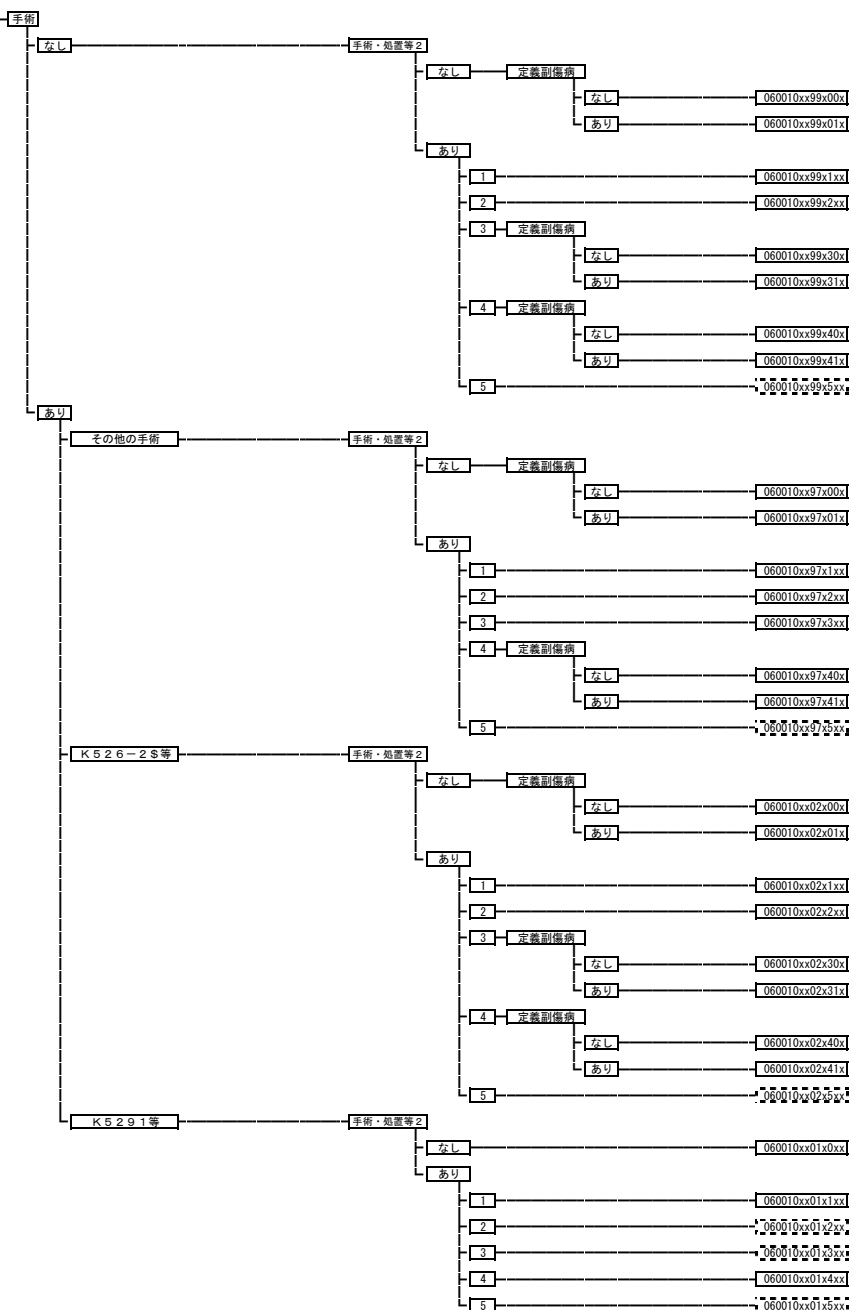 手術
なし 手術・処置等2
なし 定義副傷病
なし 060010xx99x00x
あり 060010xx99x01x
あり
1 060010xx99x1xx
2 060010xx99x2xx
3 定義副傷病
なし 060010xx99x30x
あり 060010xx99x31x
4 定義副傷病
なし 060010xx99x40x
あり 060010xx99x41x
5 060010xx99x5xx
あり
その他の手術 手術・処置等2
なし 定義副傷病
なし 060010xx97x00x
あり 060010xx97x01x
あり
1 060010xx97x1xx
2 060010xx97x2xx
3 060010xx97x3xx
4 定義副傷病
なし 060010xx97x40x
あり 060010xx97x41x
5 060010xx97x5xx
K526-2$等 手術・処置等2
なし 定義副傷病
なし 060010xx02x00x
あり 060010xx02x01x
あり
1 060010xx02x1xx
2 060010xx02x2xx
3 定義副傷病
なし 060010xx02x30x
あり 060010xx02x31x
4 定義副傷病
なし 060010xx02x40x
あり 060010xx02x41x
5 060010xx02x5xx
K5291等 手術・処置等2
なし 060010xx01x0xx
あり
1 060010xx01x1xx
2 060010xx01x2xx
3 060010xx01x3xx
4 060010xx01x4xx
5 060010xx01x5xx